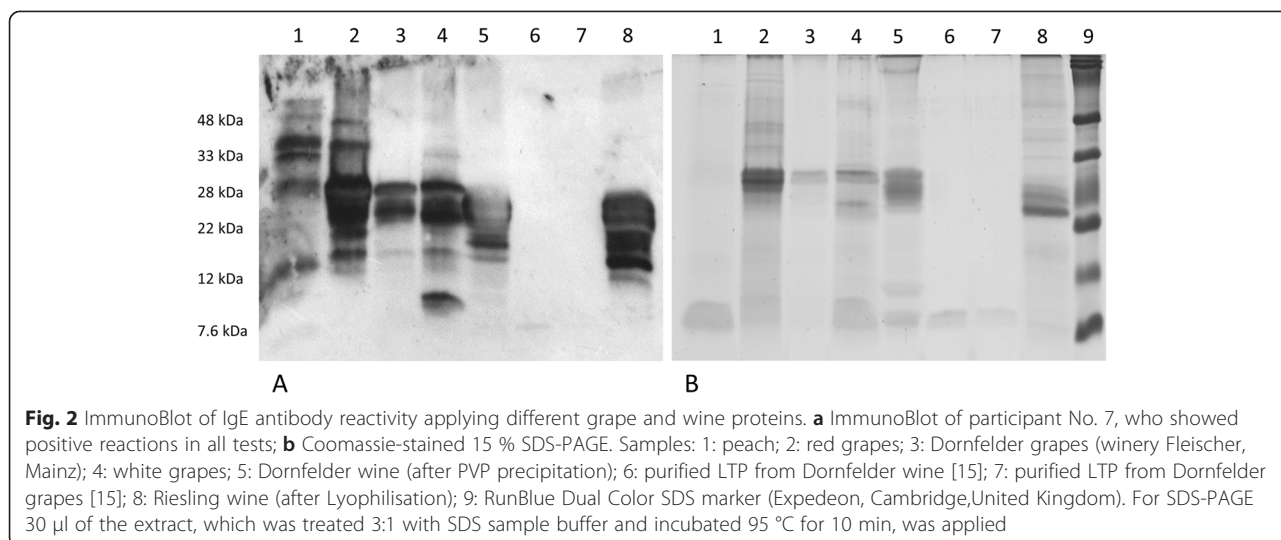 1 2 3 4 5 6 7 8
1 2 3 4 5 6 7 8 9
48 kDa
33 kDa
28 kDa
22 kDa
12 kDa
7.6 kDa
A
B
Fig. 2 ImmunoBlot of IgE antibody reactivity applying different grape and wine proteins. a ImmunoBlot of participant No. 7, who showed
positive reactions in all tests; b Coomassie-stained 15 % SDS-PAGE. Samples: 1: peach; 2: red grapes; 3: Dornfelder grapes (winery Fleischer,
Mainz); 4: white grapes; 5: Dornfelder wine (after PVP precipitation); 6: purified LTP from Dornfelder wine [15]; 7: purified LTP from Dornfelder
grapes [15]; 8: Riesling wine (after Lyophilisation); 9: RunBlue Dual Color SDS marker (Expedeon, Cambridge,United Kingdom). For SDS-PAGE
30 μl of the extract, which was treated 3:1 with SDS sample buffer and incubated 95 °C for 10 min, was applied